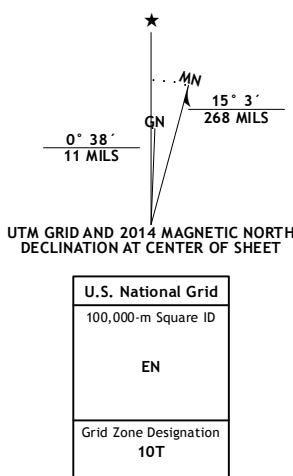 MN
GN
15° 3´
268 MILS
0° 38´
11 MILS
UTM GRID AND 2014 MAGNETIC NORTH
DECLINATION AT CENTER OF SHEET
U.S. National Grid
100,000-m Square ID
EN
Grid Zone Designation
10T